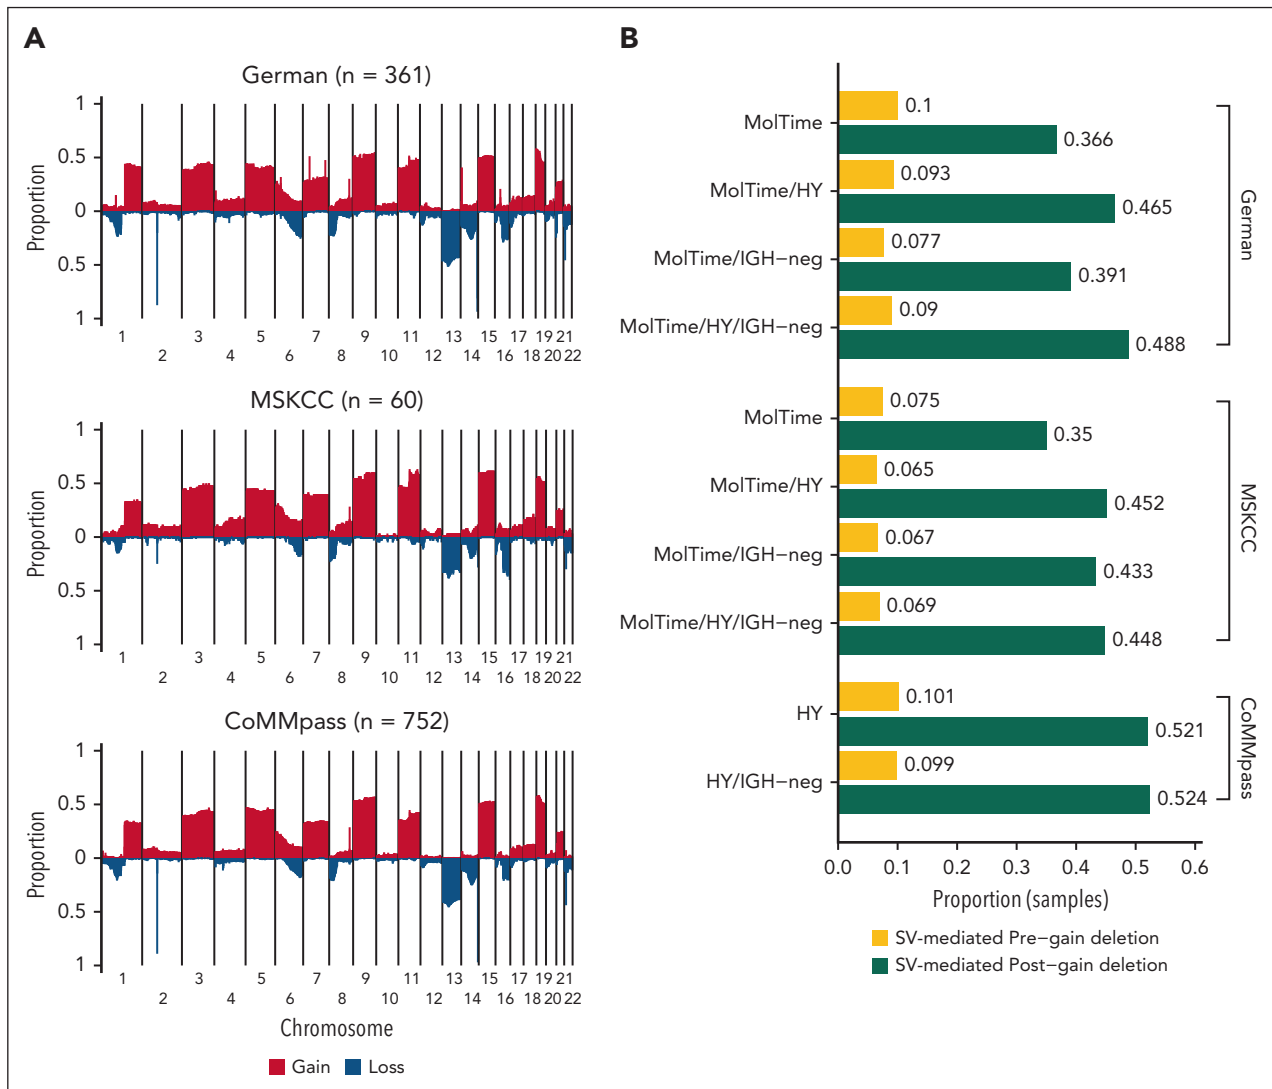 A
German (n = 361)
1
0.5
0
0.5
1
Proportion
1 3 5 7 9 11 13 15 17 19 21
2 4 6 8 10 12 14 16 18 20 22
MSKCC (n = 60)
1
0.5
0
0.5
1
Proportion
1 3 5 7 9 11 13 15 17 19 21
2 4 6 8 10 12 14 16 18 20 22
CoMMpass (n = 752)
1
0.5
0
0.5
1
Proportion
1 3 5 7 9 11 13 15 17 19 21
2 4 6 8 10 12 14 16 18 20 22
Chromosome
Gain Loss
B
MolTime
0.1
0.366
MolTime/HY
0.093
0.465
MolTime/IGH−neg
0.077
0.391
MolTime/HY/IGH−neg
0.09
0.488
German
MolTime
0.075
0.35
MolTime/HY
0.065
0.452
MolTime/IGH−neg
0.067
0.433
MolTime/HY/IGH−neg
0.069
0.448
MSKCC
HY
0.101
0.521
HY/IGH−neg
0.099
0.524
CoMMpass
0.0 0.1 0.2 0.3 0.4 0.5 0.6
Proportion (samples)
SV-mediated Pre−gain deletion
SV-mediated Post−gain deletion